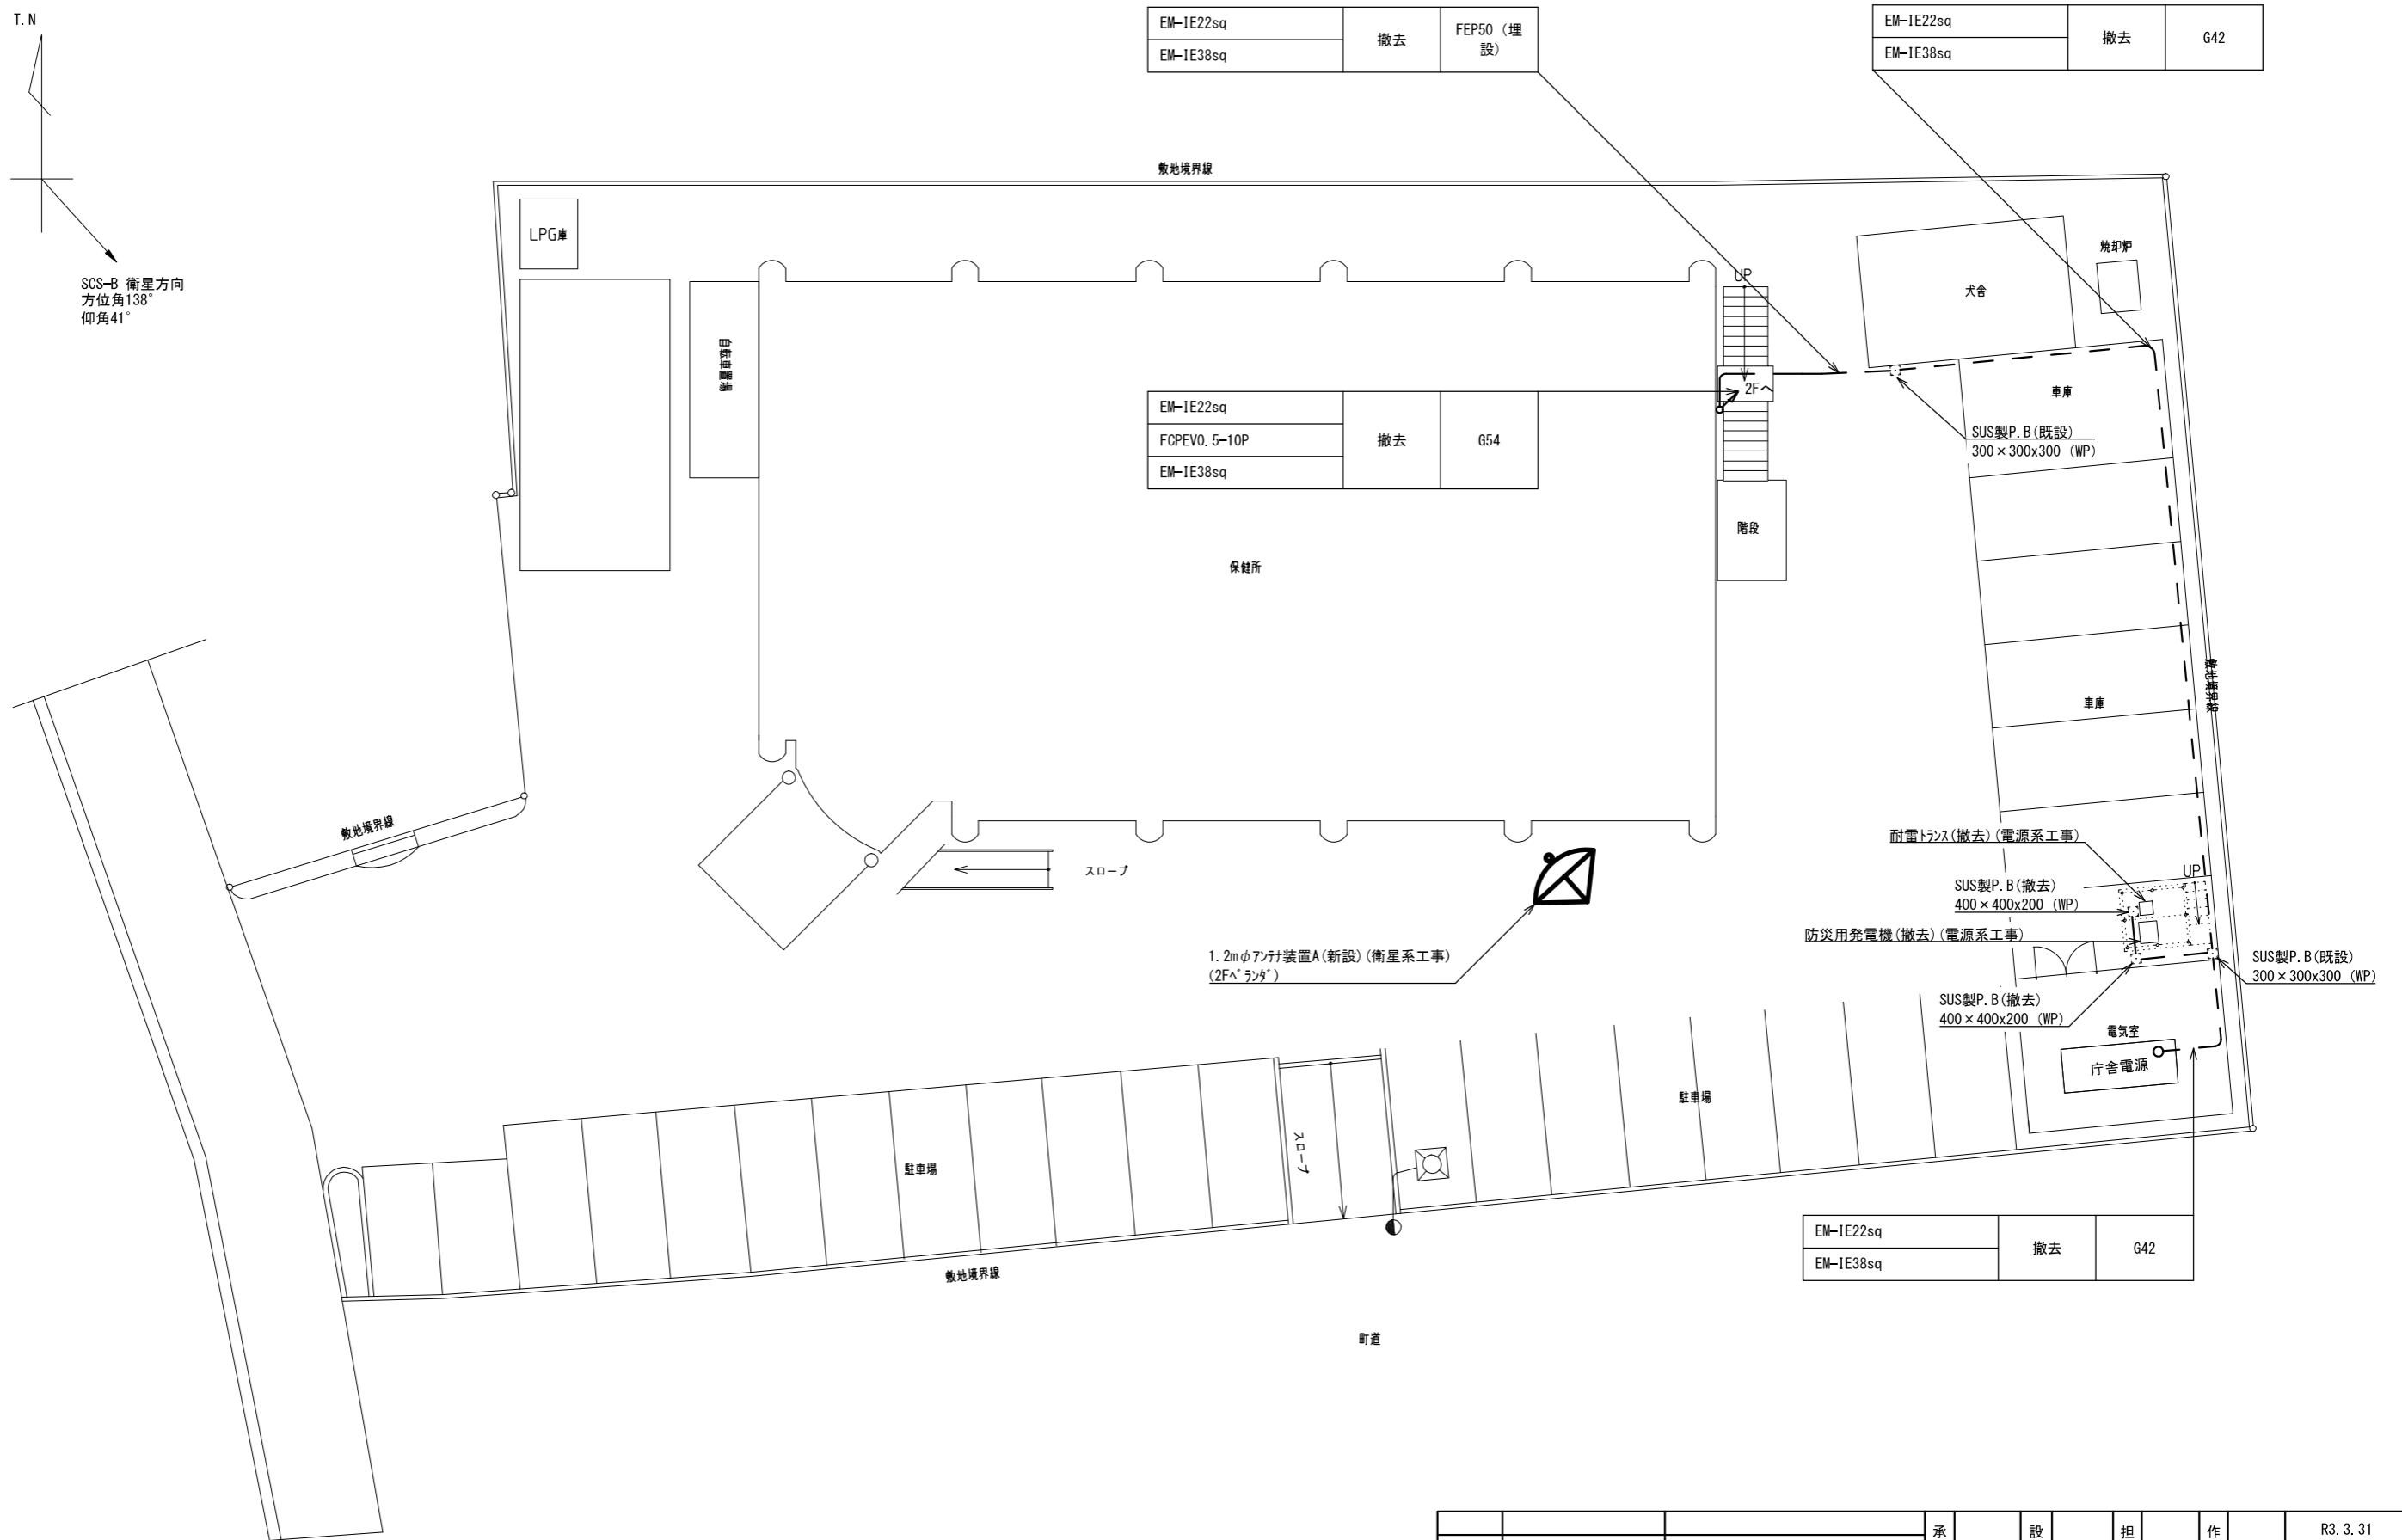 T.N
SCS-B 衛星方向
方位角138°
仰角41°
EM-IE22sq
EM-IE38sq
撤去
FEP50（埋
設）
EM-IE22sq
EM-IE38sq
撤去
G42
敷地境界線
LPG庫
自転車置場
UP
2Fへ
犬舎
焼却炉
車庫
SUS製P.B(既設)
300×300x300 (WP)
EM-IE22sq
FCPEV0.5-10P
EM-IE38sq
撤去
G54
階段
保健所
敷地境界線
車庫
敷地境界線
スロープ
耐雷トランス(撤去)(電源系工事)
UP
SUS製P.B(撤去)
400×400x200 (WP)
防災用発電機(撤去)(電源系工事)
1.2mφアンテナ装置A(新設)(衛星系工事)
(2Fベランダ)
SUS製P.B(既設)
300×300x300 (WP)
SUS製P.B(撤去)
400×400x200 (WP)
電気室
庁舎電源
駐車場
スロープ
駐車場
EM-IE22sq
EM-IE38sq
撤去
G42
敷地境界線
町道
承
設
担
作
R3.3.31